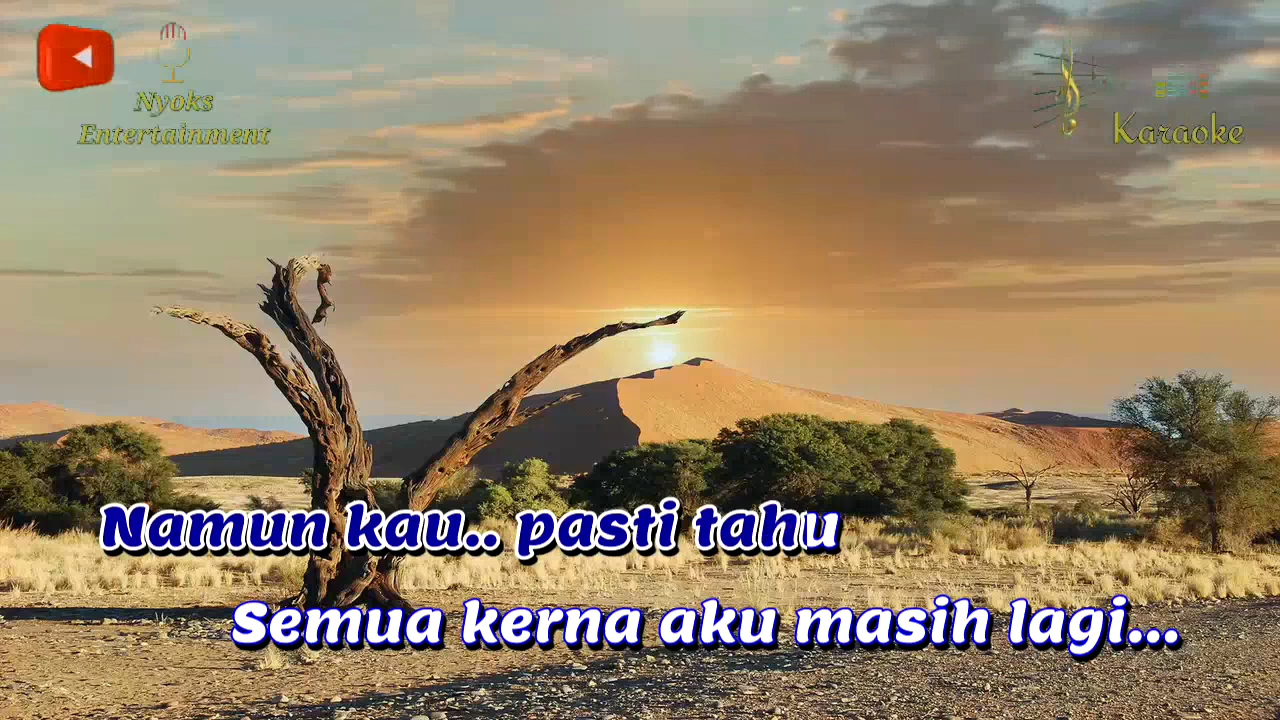 Nyoks
Entertainment
Karaoke
Namun kau.. pasti tahu
Semua kerna aku masih lagi...